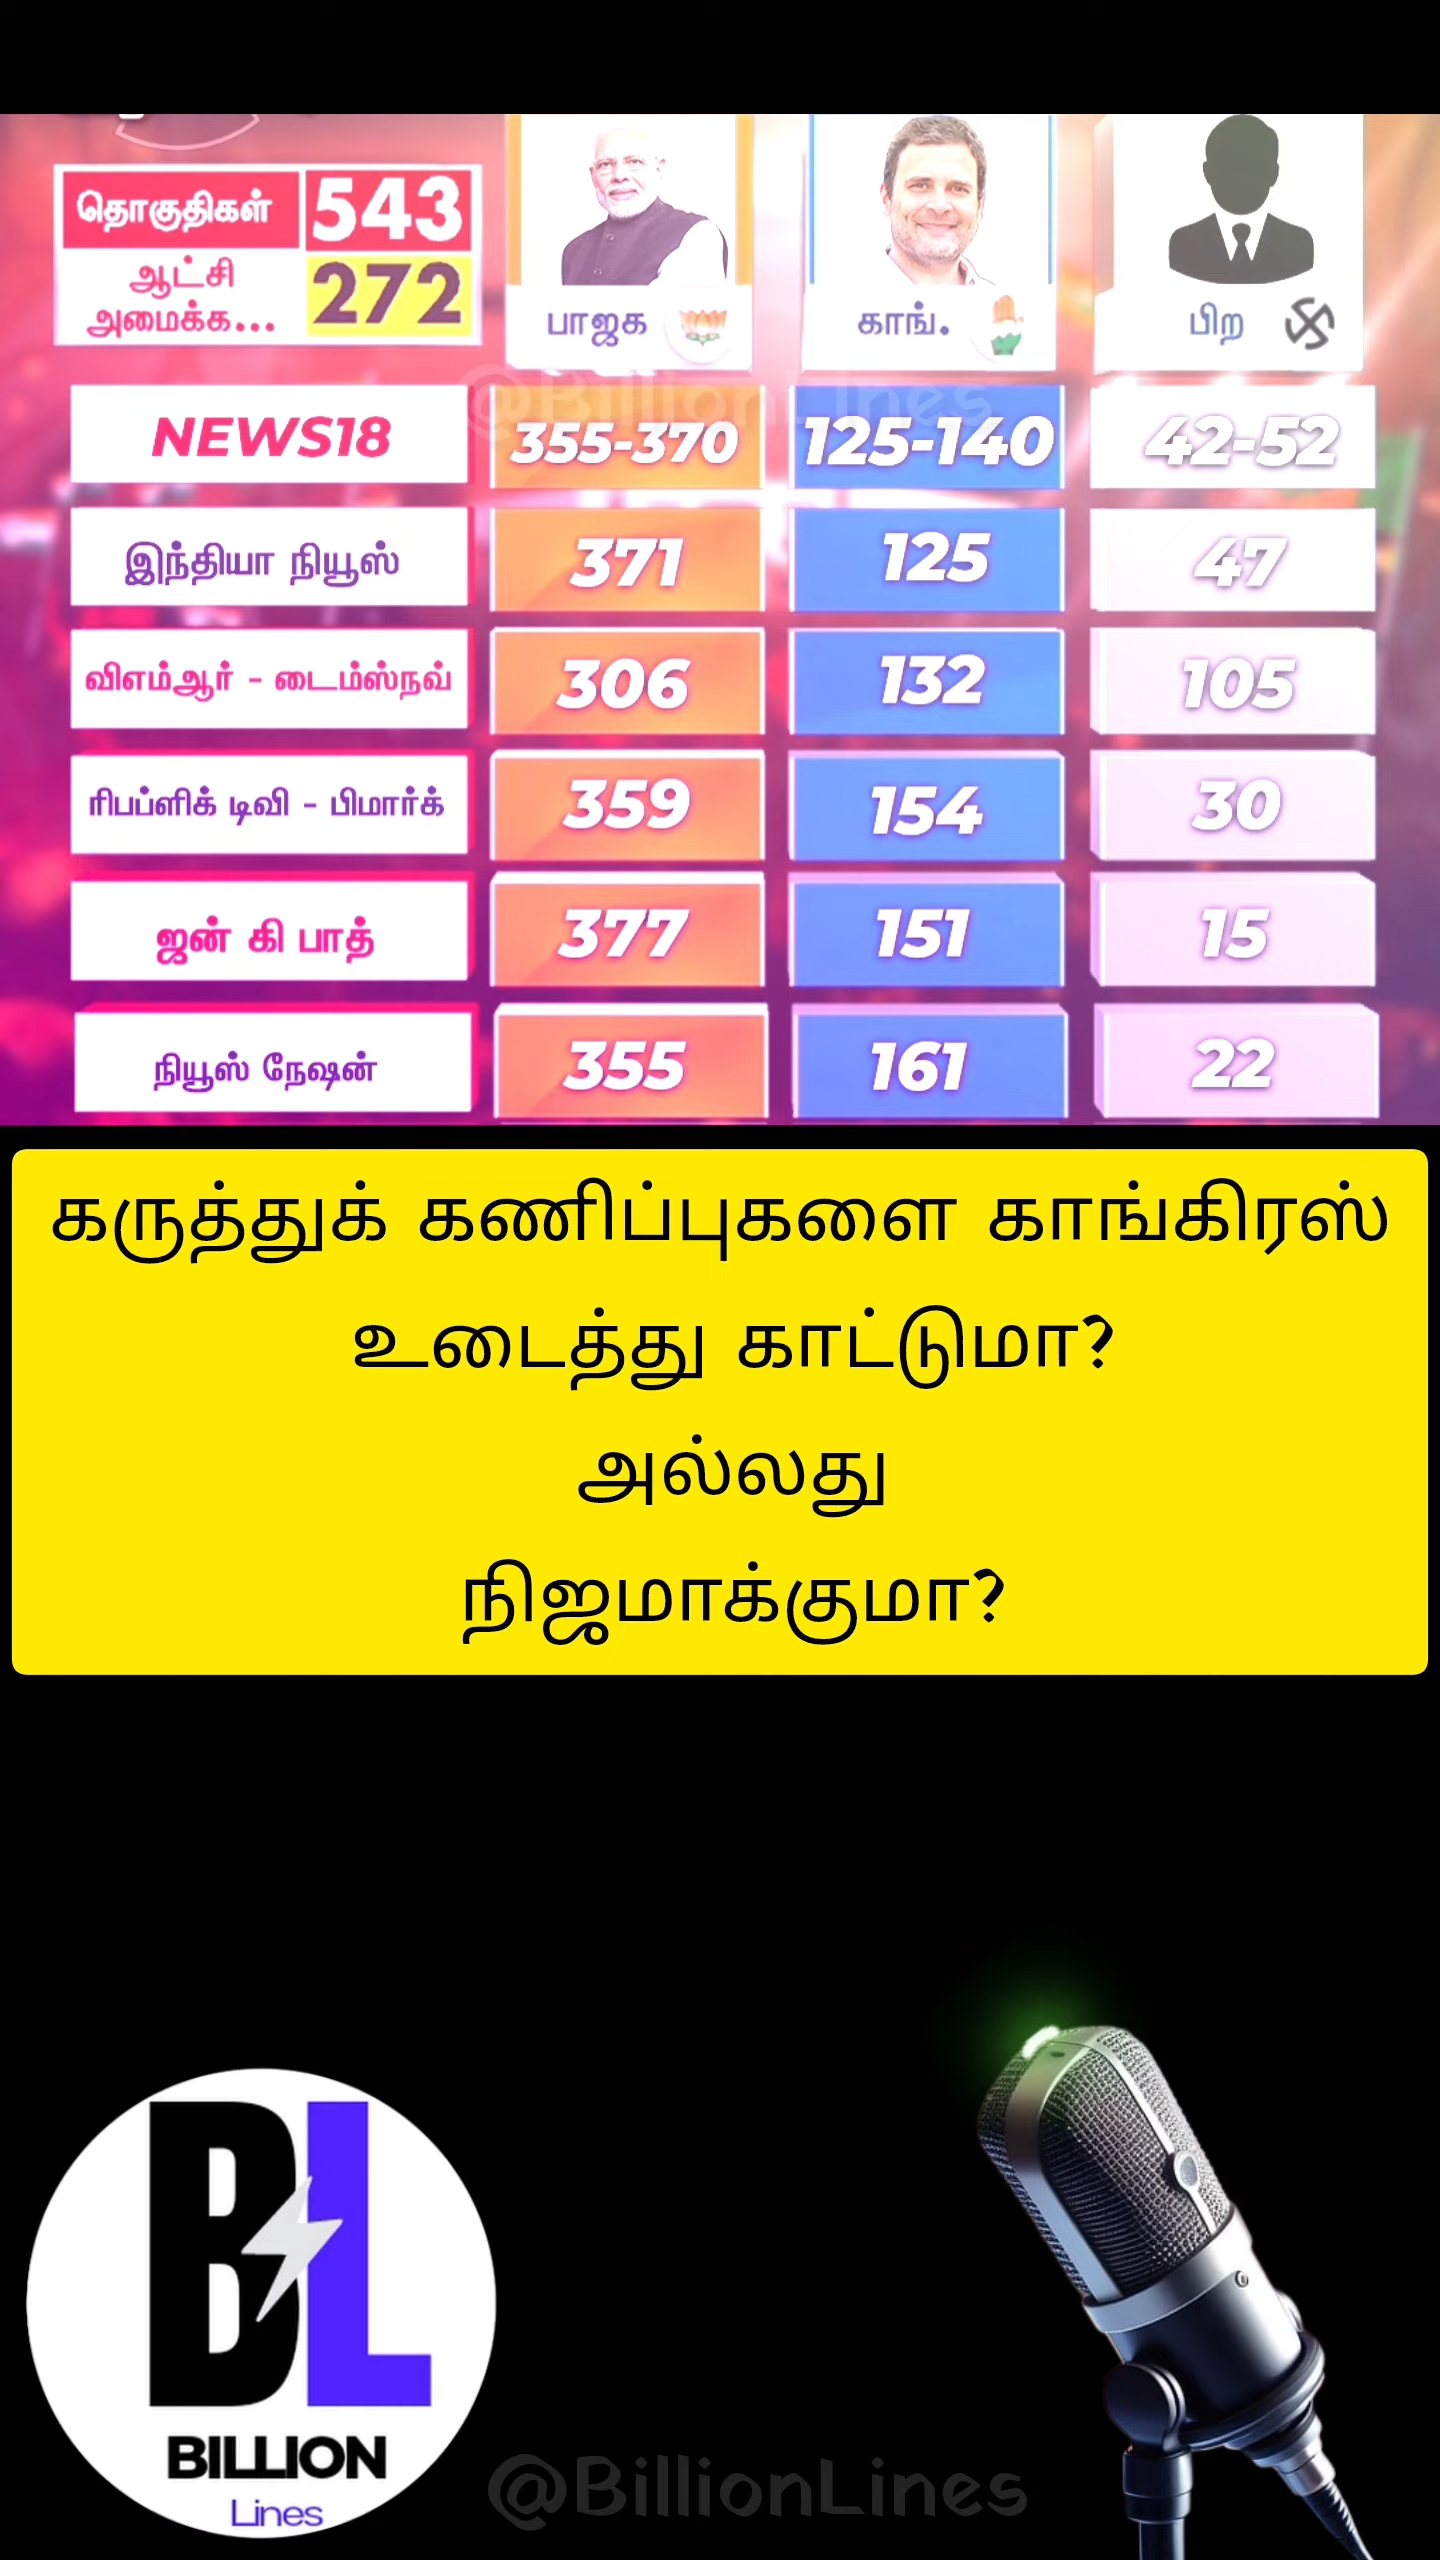 தொகுதிகள் 543
ஆட்சி அமைக்க... 272
பாஜக காங். பிற
@BillionLines
NEWS18 355-370 125-140 42-52
இந்தியா நியூஸ் 371 125 47
விஎம்ஆர் - டைம்ஸ்நவ் 306 132 105
ரிபப்ளிக் டிவி - பிமார்க் 359 154 30
ஜன் கி பாத் 377 151 15
நியூஸ் நேஷன் 355 161 22
கருத்துக் கணிப்புகளை காங்கிரஸ்
உடைத்து காட்டுமா?
அல்லது
நிஜமாக்குமா?
BL
BILLION
Lines
@BillionLines